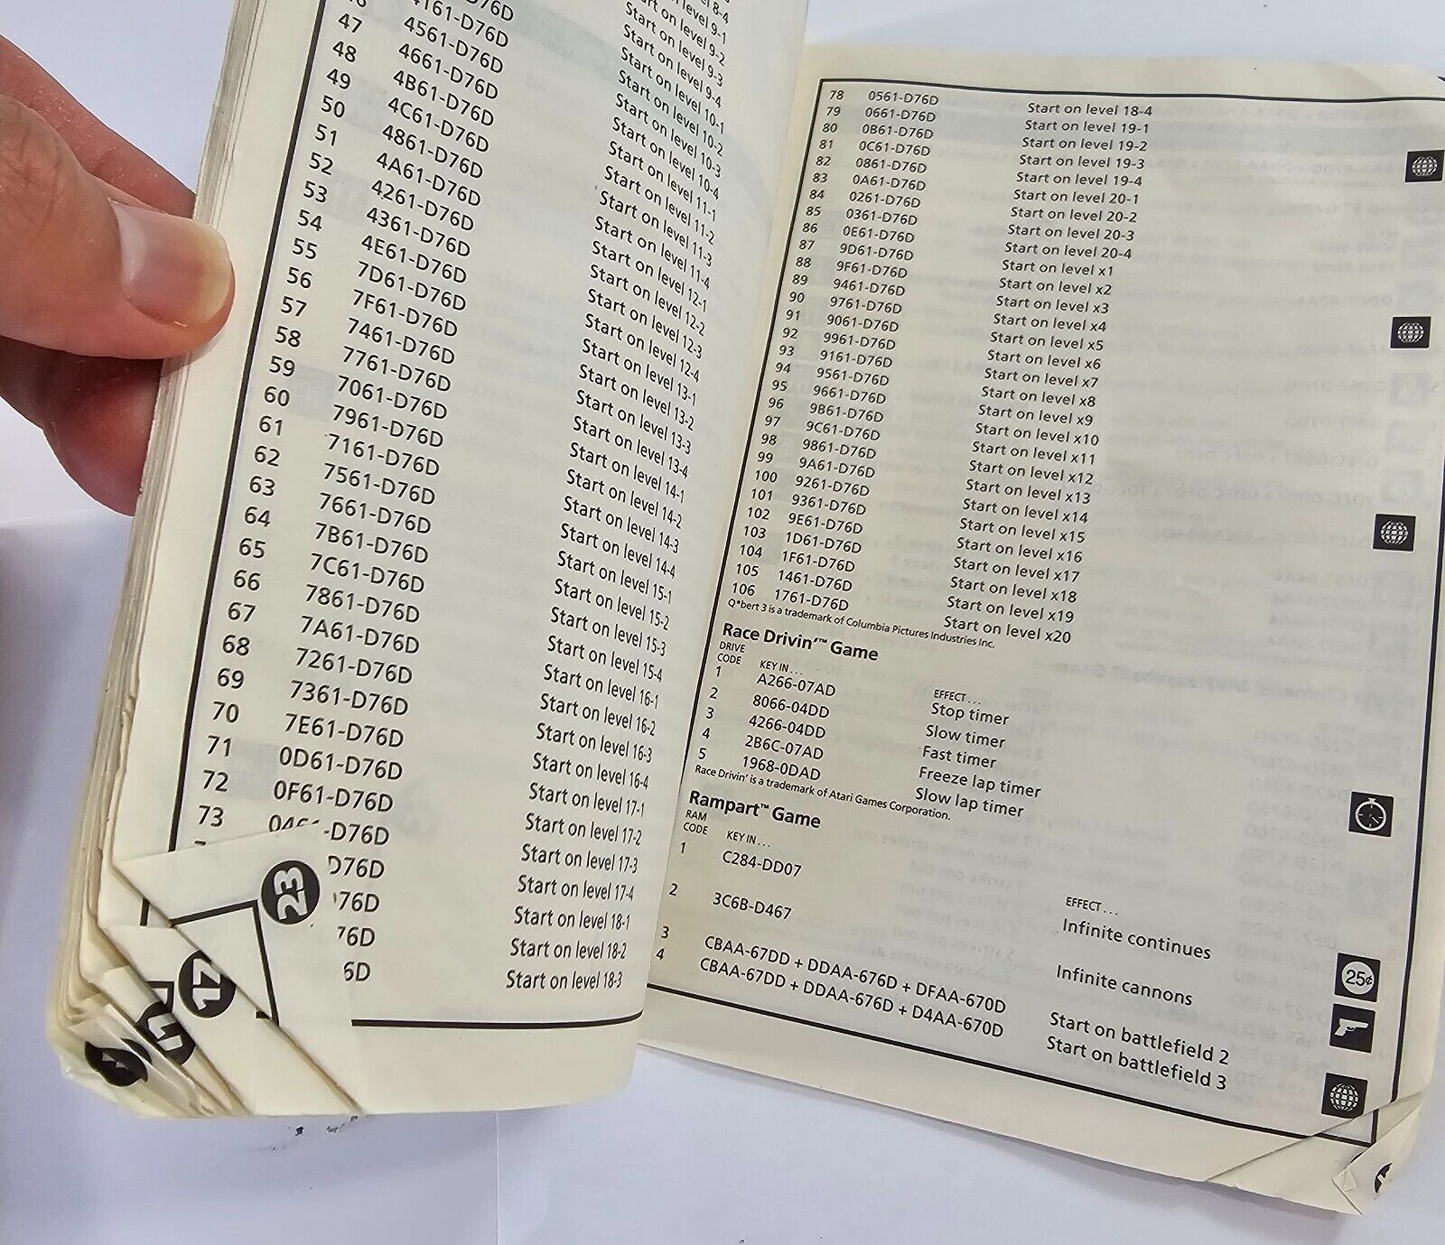 8-4
on level 9-1
on level 9-2
Start on level 9-3
Start on level 9-4
Start on level 10-1
4161-D76D Start on level 10-2
4561-D76D Start on level 10-3
47 4661-D76D Start on level 10-4
48 4B61-D76D Start on level 11-1
49 4C61-D76D Start on level 11-2
50 4861-D76D Start on level 11-3
51 4A61-D76D Start on level 11-4
52 4261-D76D Start on level 12-1
53 4361-D76D Start on level 12-2
54 4E61-D76D Start on level 12-3
55 7D61-D76D Start on level 12-4
56 7F61-D76D Start on level 13-1
57 7461-D76D Start on level 13-2
58 7761-D76D Start on level 13-3
59 7061-D76D Start on level 13-4
60 7961-D76D Start on level 14-1
61 7161-D76D Start on level 14-2
62 7561-D76D Start on level 14-3
63 7661-D76D Start on level 14-4
64 7B61-D76D Start on level 15-1
65 7C61-D76D Start on level 15-2
66 7861-D76D Start on level 15-3
67 7A61-D76D Start on level 15-4
68 7261-D76D Start on level 16-1
69 7361-D76D Start on level 16-2
70 7E61-D76D Start on level 16-3
71 0D61-D76D Start on level 16-4
72 0F61-D76D Start on level 17-1
73 0461-D76D Start on level 17-2
D76D Start on level 17-3
76D Start on level 17-4
76D Start on level 18-1
6D Start on level 18-2
Start on level 18-3
23
17
78 0561-D76D Start on level 18-4
79 0661-D76D Start on level 19-1
80 0B61-D76D Start on level 19-2
81 0C61-D76D Start on level 19-3
82 0861-D76D Start on level 19-4
83 0A61-D76D Start on level 20-1
84 0261-D76D Start on level 20-2
85 0361-D76D Start on level 20-3
86 0E61-D76D Start on level 20-4
87 9D61-D76D Start on level x1
88 9F61-D76D Start on level x2
89 9461-D76D Start on level x3
90 9761-D76D Start on level x4
91 9061-D76D Start on level x5
92 9961-D76D Start on level x6
93 9161-D76D Start on level x7
94 9561-D76D Start on level x8
95 9661-D76D Start on level x9
96 9B61-D76D Start on level x10
97 9C61-D76D Start on level x11
98 9861-D76D Start on level x12
99 9A61-D76D Start on level x13
100 9261-D76D Start on level x14
101 9361-D76D Start on level x15
102 9E61-D76D Start on level x16
103 1D61-D76D Start on level x17
104 1F61-D76D Start on level x18
105 1461-D76D Start on level x19
106 1761-D76D Start on level x20
Q*bert 3 is a trademark of Columbia Pictures Industries Inc.
Race Drivin'™ Game
DRIVE
CODE KEY IN . . . EFFECT . . .
1 A266-07AD Stop timer
2 8066-04DD Slow timer
3 4266-04DD Fast timer
4 2B6C-07AD Freeze lap timer
5 1968-0DAD Slow lap timer
Race Drivin' is a trademark of Atari Games Corporation.
Rampart™ Game
RAM
CODE KEY IN . . . EFFECT . . .
1 C284-DD07 Infinite continues
2 3C6B-D467 Infinite cannons
3 CBAA-67DD + DDAA-676D + DFAA-670D Start on battlefield 2
4 CBAA-67DD + DDAA-676D + D4AA-670D Start on battlefield 3
25¢